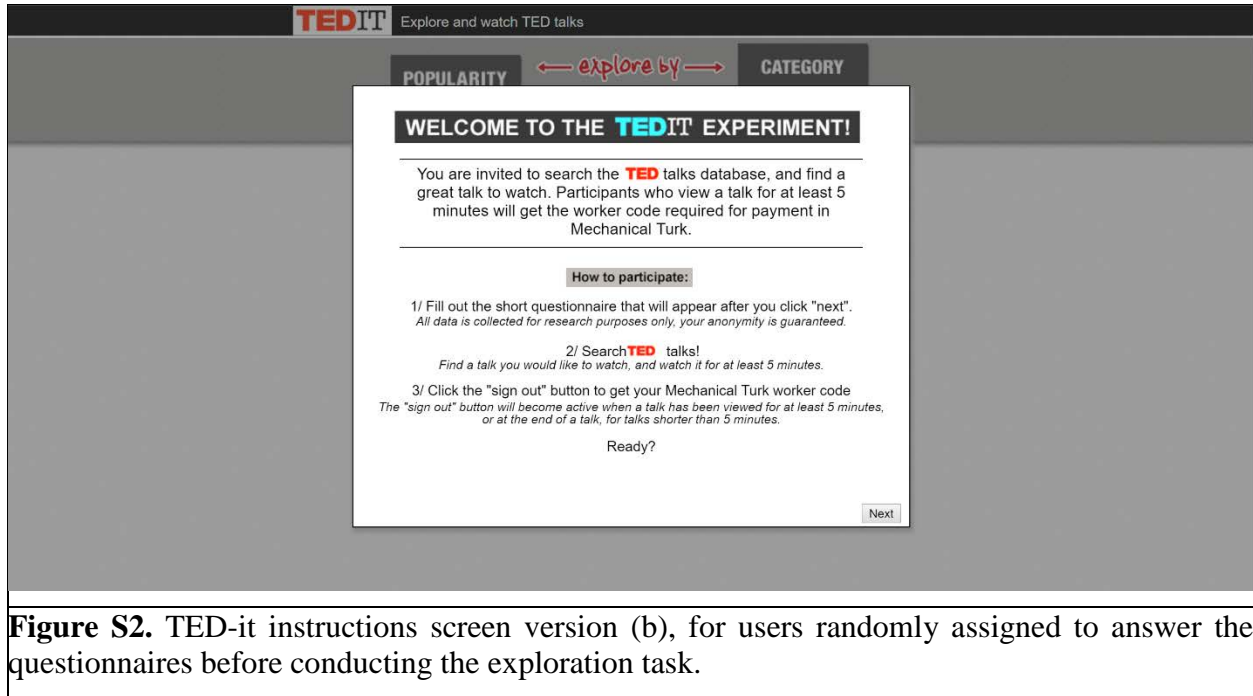 TEDIT Explore and watch TED talks
POPULARITY ← explore by → CATEGORY
WELCOME TO THE TEDIT EXPERIMENT!
You are invited to search the TED talks database, and find a
great talk to watch. Participants who view a talk for at least 5
minutes will get the worker code required for payment in
Mechanical Turk.
How to participate:
1/ Fill out the short questionnaire that will appear after you click "next".
All data is collected for research purposes only, your anonymity is guaranteed.
2/ Search TED talks!
Find a talk you would like to watch, and watch it for at least 5 minutes.
3/ Click the "sign out" button to get your Mechanical Turk worker code
The "sign out" button will become active when a talk has been viewed for at least 5 minutes,
or at the end of a talk, for talks shorter than 5 minutes.
Ready?
Next
Figure S2. TED-it instructions screen version (b), for users randomly assigned to answer the
questionnaires before conducting the exploration task.